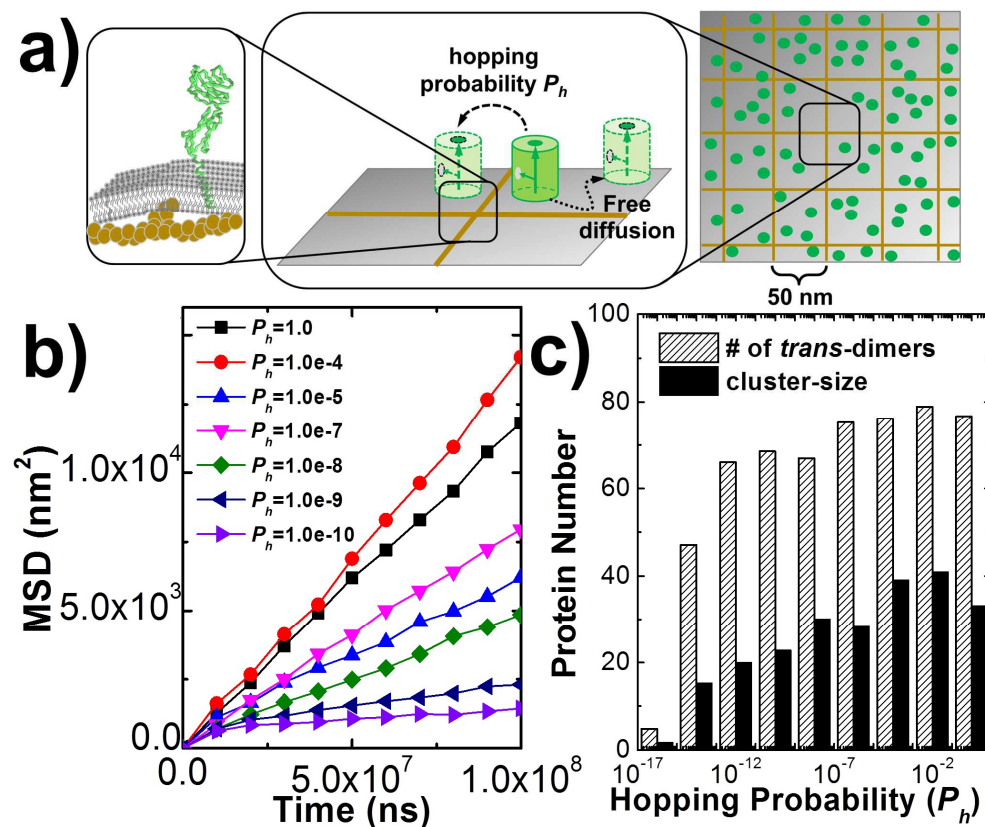 a)
hopping
probability P_h
Free
diffusion
50 nm
b)
P_h=1.0
P_h=1.0e-4
P_h=1.0e-5
P_h=1.0e-7
P_h=1.0e-8
P_h=1.0e-9
P_h=1.0e-10
MSD (nm²)
1.0x10⁴
5.0x10³
0.0
0.0
5.0x10⁷
1.0x10⁸
Time (ns)
c)
# of trans-dimers
cluster-size
Protein Number
100
80
60
40
20
0
10⁻¹⁷
10⁻¹²
10⁻⁷
10⁻²
Hopping Probability (P_h)